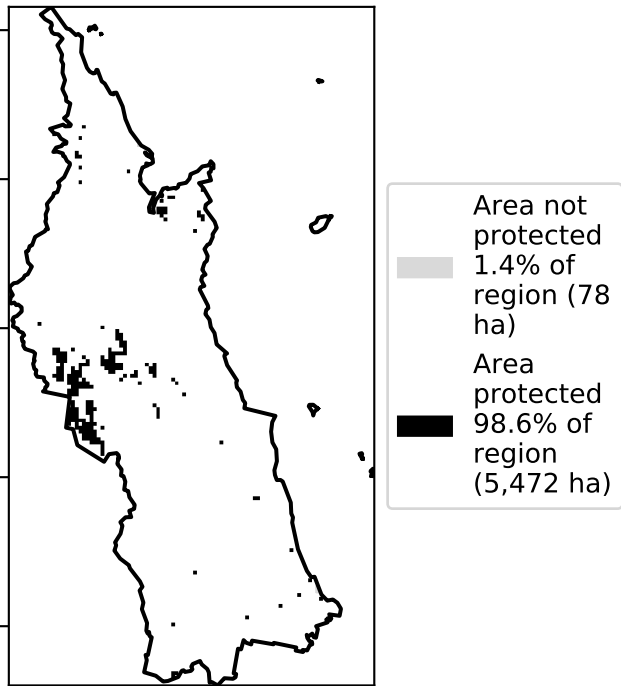 Area not
protected
1.4% of
region (78
ha)
Area
protected
98.6% of
region
(5,472 ha)